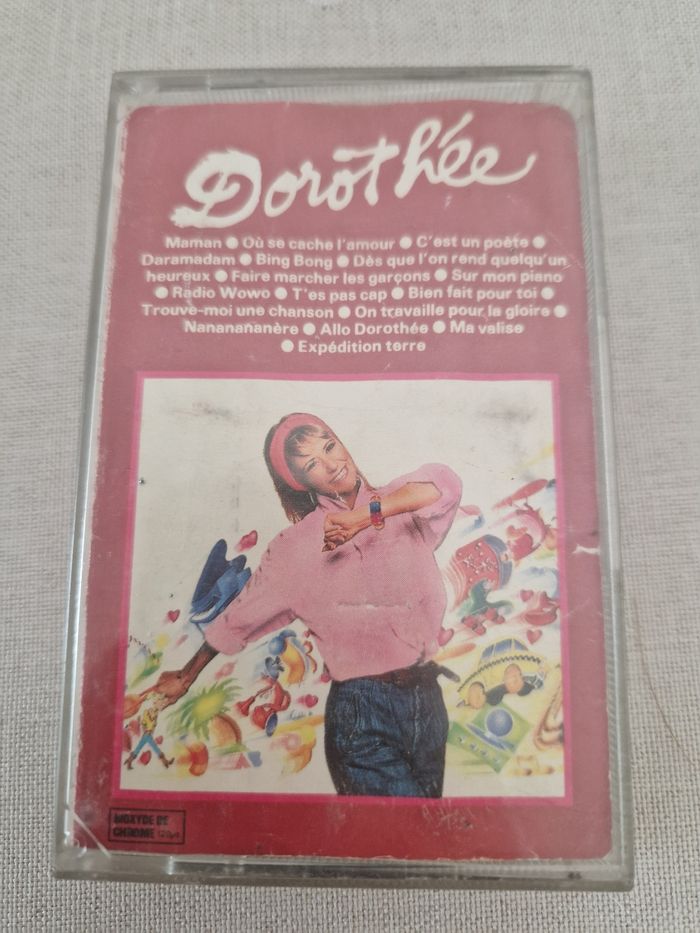 Dorothée
Maman ● Où se cache l'amour ● C'est un poète ●
Daramadam ● Bing Bong ● Dès que l'on rend quelqu'un
heureux ● Faire marcher les garçons ● Sur mon piano
● Radio Wowo ● T'es pas cap ● Bien fait pour toi ●
Trouve-moi une chanson ● On travaille pour la gloire ●
Nananananère ● Allo Dorothée ● Ma valise
● Expédition terre
BIOXYDE DE
CHROME 120μs